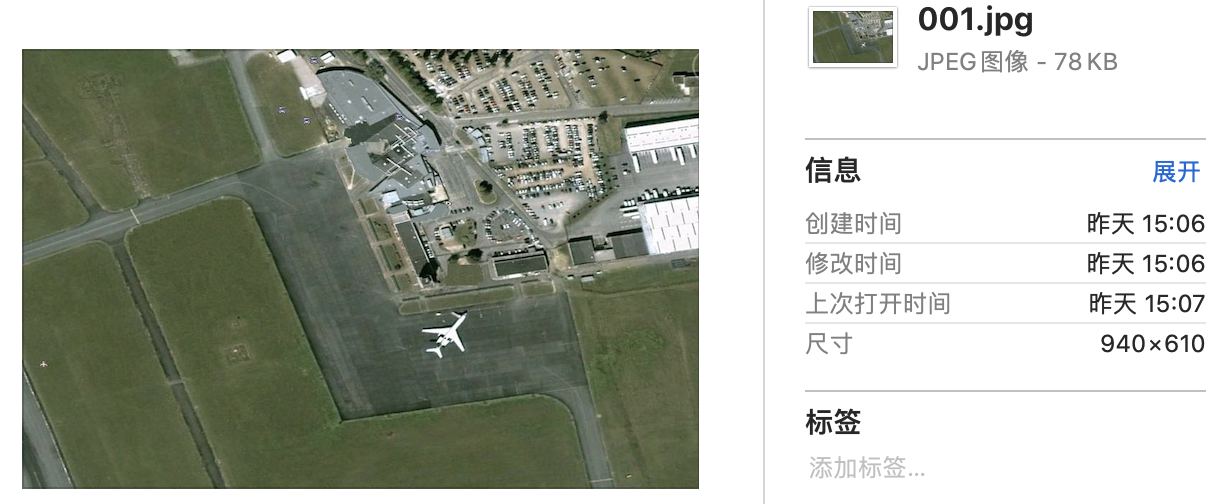 001.jpg
JPEG图像 - 78 KB
信息 展开
创建时间 昨天 15:06
修改时间 昨天 15:06
上次打开时间 昨天 15:07
尺寸 940×610
标签
添加标签...